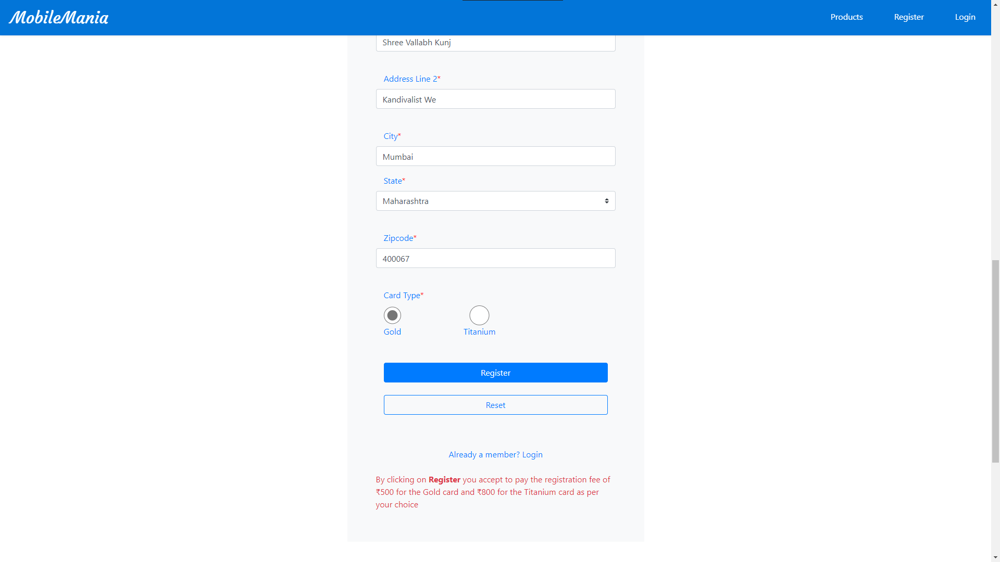 MobileMania
Products Register Login
Shree Vallabh Kunj
Address Line 2*
Kandivalist We
City*
Mumbai
State*
Maharashtra
Zipcode*
400067
Card Type*
Gold Titanium
Register
Reset
Already a member? Login
By clicking on Register you accept to pay the registration fee of
₹500 for the Gold card and ₹800 for the Titanium card as per
your choice